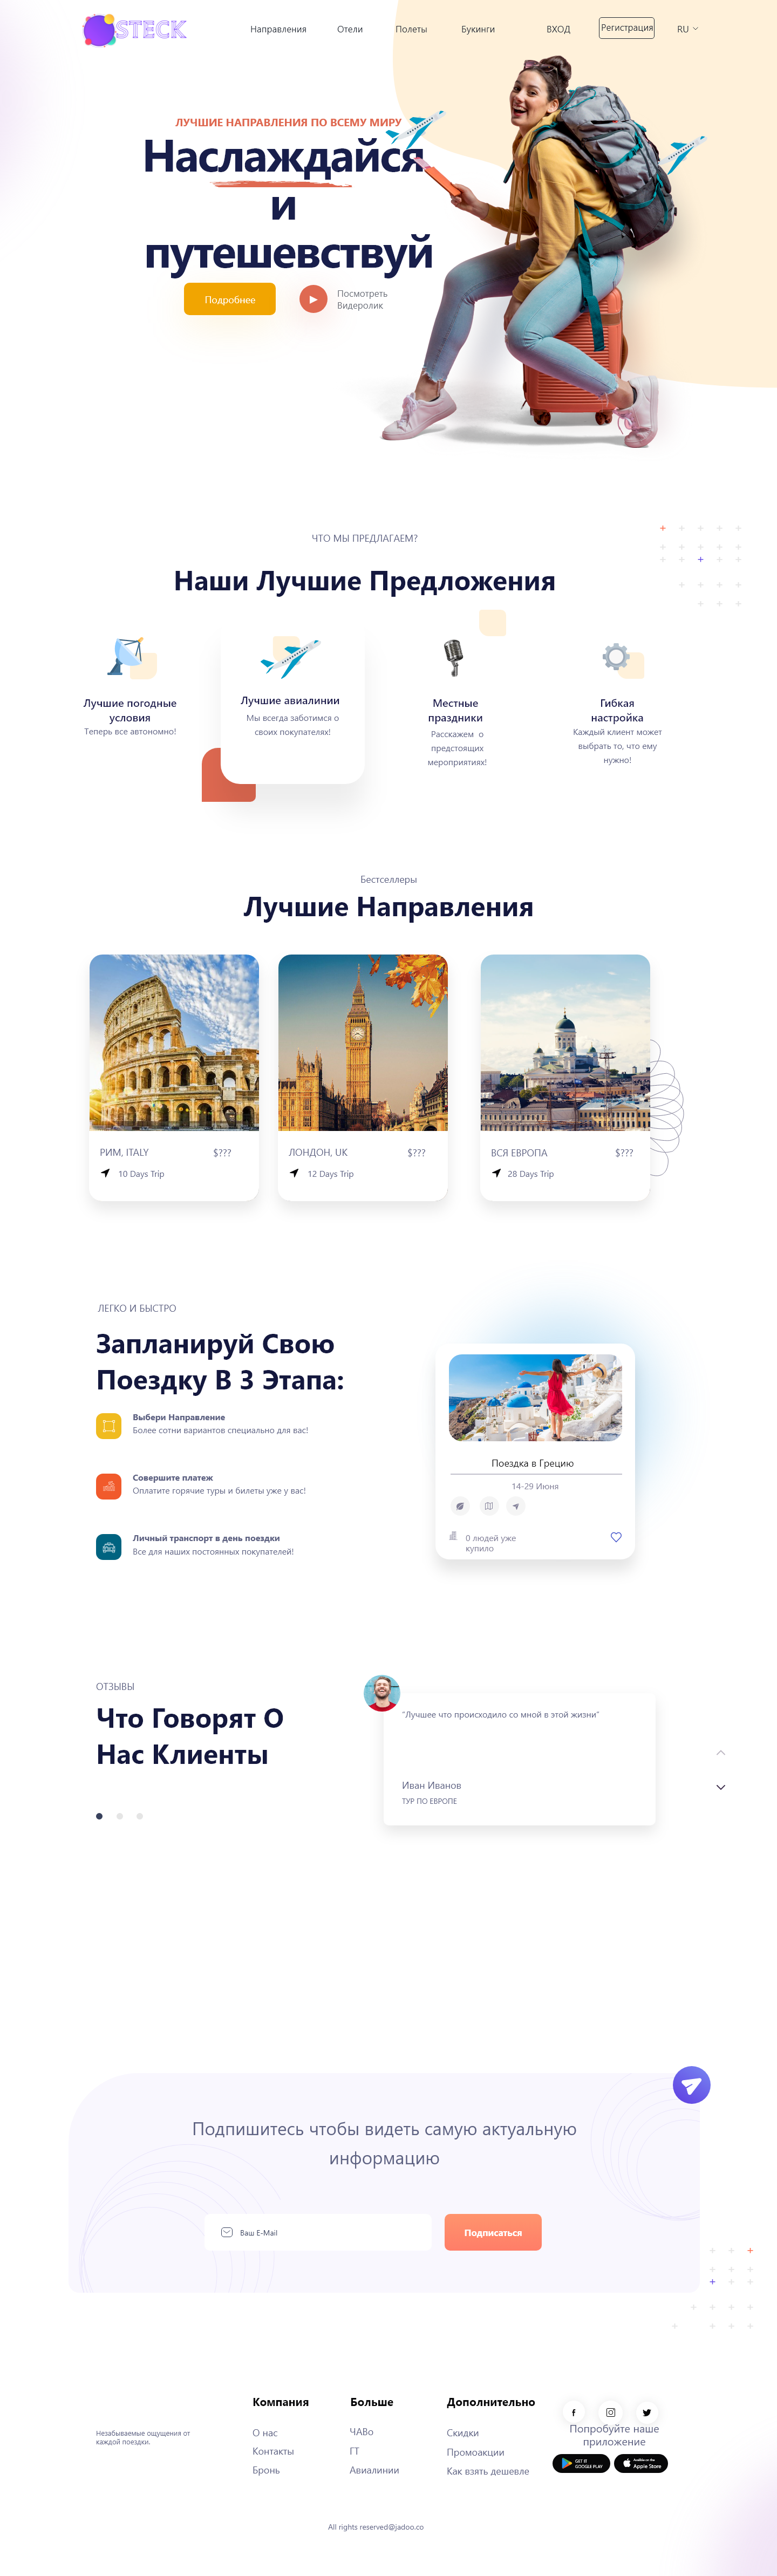 STECK
Направления Отели Полеты Букинги ВХОД Регистрация RU
ЛУЧШИЕ НАПРАВЛЕНИЯ ПО ВСЕМУ МИРУ
Наслаждайся
и
путешевствуй
Подробнее
Посмотреть
Видеролик
ЧТО МЫ ПРЕДЛАГАЕМ?
Наши Лучшие Предложения
Лучшие погодные
условия
Теперь все автономно!
Лучшие авиалинии
Мы всегда заботимся о
своих покупателях!
Местные
праздники
Расскажем о
предстоящих
мероприятиях!
Гибкая
настройка
Каждый клиент может
выбрать то, что ему
нужно!
Бестселлеры
Лучшие Направления
РИМ, ITALY $???
10 Days Trip
ЛОНДОН, UK $???
12 Days Trip
ВСЯ ЕВРОПА $???
28 Days Trip
ЛЕГКО И БЫСТРО
Запланируй Свою
Поездку В 3 Этапа:
Выбери Направление
Более сотни вариантов специально для вас!
Совершите платеж
Оплатите горячие туры и билеты уже у вас!
Личный транспорт в день поездки
Все для наших постоянных покупателей!
Поездка в Грецию
14-29 Июня
0 людей уже
купило
ОТЗЫВЫ
Что Говорят О
Нас Клиенты
“Лучшее что происходило со мной в этой жизни”
Иван Иванов
ТУР ПО ЕВРОПЕ
Подпишитесь чтобы видеть самую актуальную
информацию
Ваш E-Mail
Подписаться
Незабываемые ощущения от
каждой поездки.
Компания
О нас
Контакты
Бронь
Больше
ЧАВо
ГТ
Авиалинии
Дополнительно
Скидки
Промоакции
Как взять дешевле
Попробуйте наше
приложение
GET IT
GOOGLE PLAY
Available on the
Apple Store
All rights reserved@jadoo.co